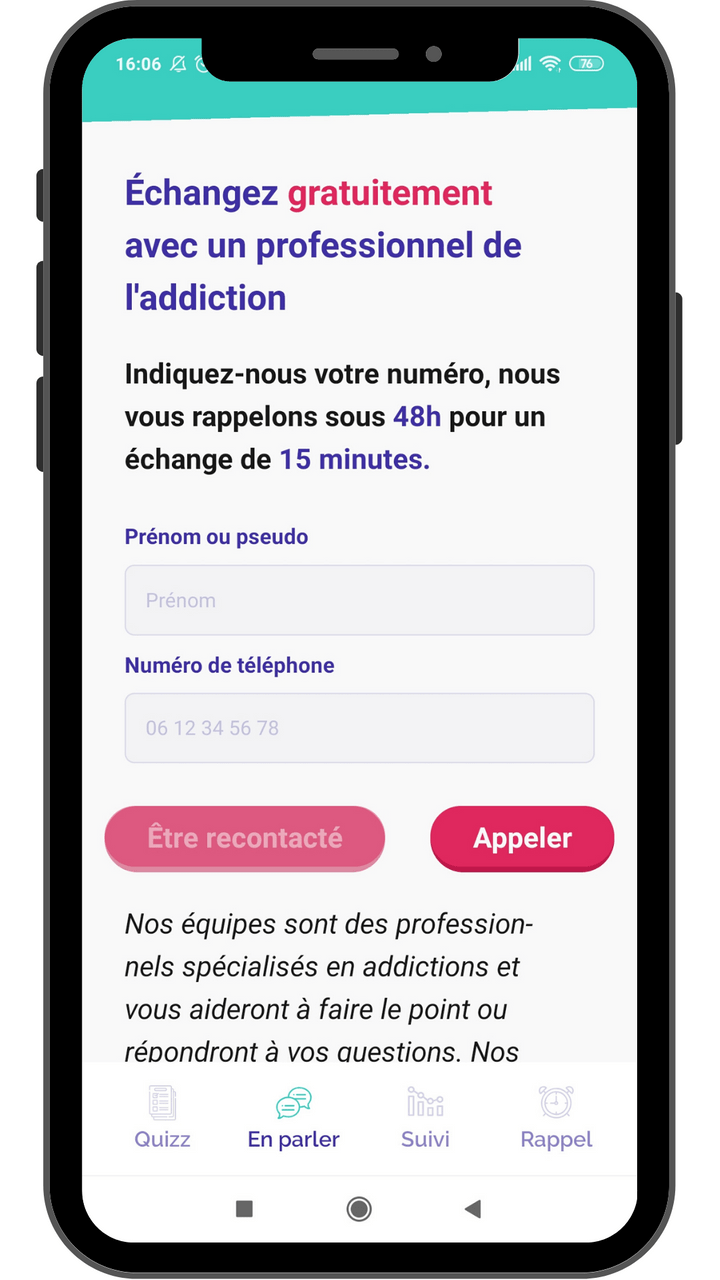 16:06
76
Échangez gratuitement
avec un professionnel de
l'addiction
Indiquez-nous votre numéro, nous
vous rappelons sous 48h pour un
échange de 15 minutes.
Prénom ou pseudo
Prénom
Numéro de téléphone
06 12 34 56 78
Être recontacté Appeler
Nos équipes sont des profession-
nels spécialisés en addictions et
vous aideront à faire le point ou
répondront à vos questions. Nos
Quizz En parler Suivi Rappel